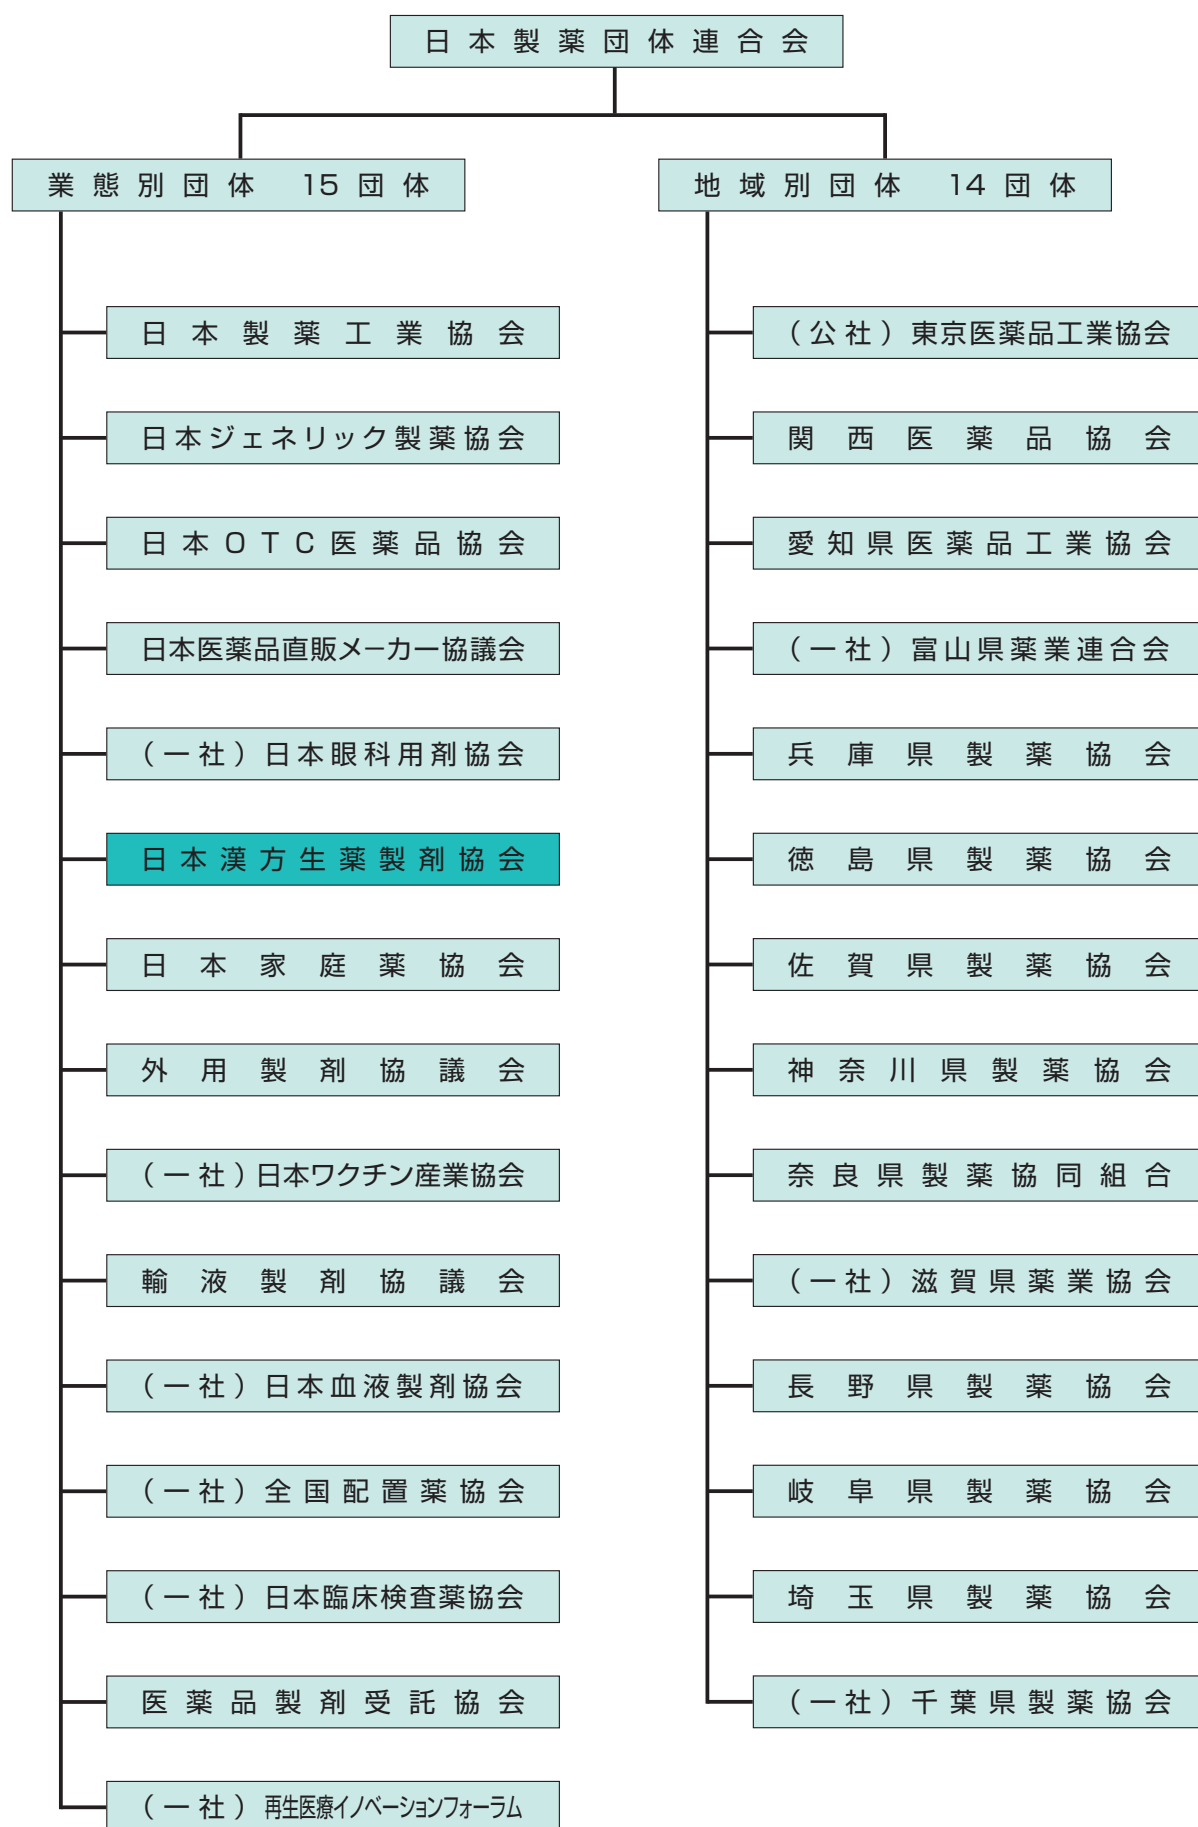 日本製薬団体連合会
業態別団体 15団体
日本製薬工業協会
日本ジェネリック製薬協会
日本OTC医薬品協会
日本医薬品直販メーカー協議会
(一社)日本眼科用剤協会
日本漢方生薬製剤協会
日本家庭薬協会
外用製剤協議会
(一社)日本ワクチン産業協会
輸液製剤協議会
(一社)日本血液製剤協会
(一社)全国配置薬協会
(一社)日本臨床検査薬協会
医薬品製剤受託協会
(一社)再生医療イノベーションフォーラム
地域別団体 14団体
(公社)東京医薬品工業協会
関西医薬品協会
愛知県医薬品工業協会
(一社)富山県薬業連合会
兵庫県製薬協会
徳島県製薬協会
佐賀県製薬協会
神奈川県製薬協会
奈良県製薬協同組合
(一社)滋賀県薬業協会
長野県製薬協会
岐阜県製薬協会
埼玉県製薬協会
(一社)千葉県製薬協会